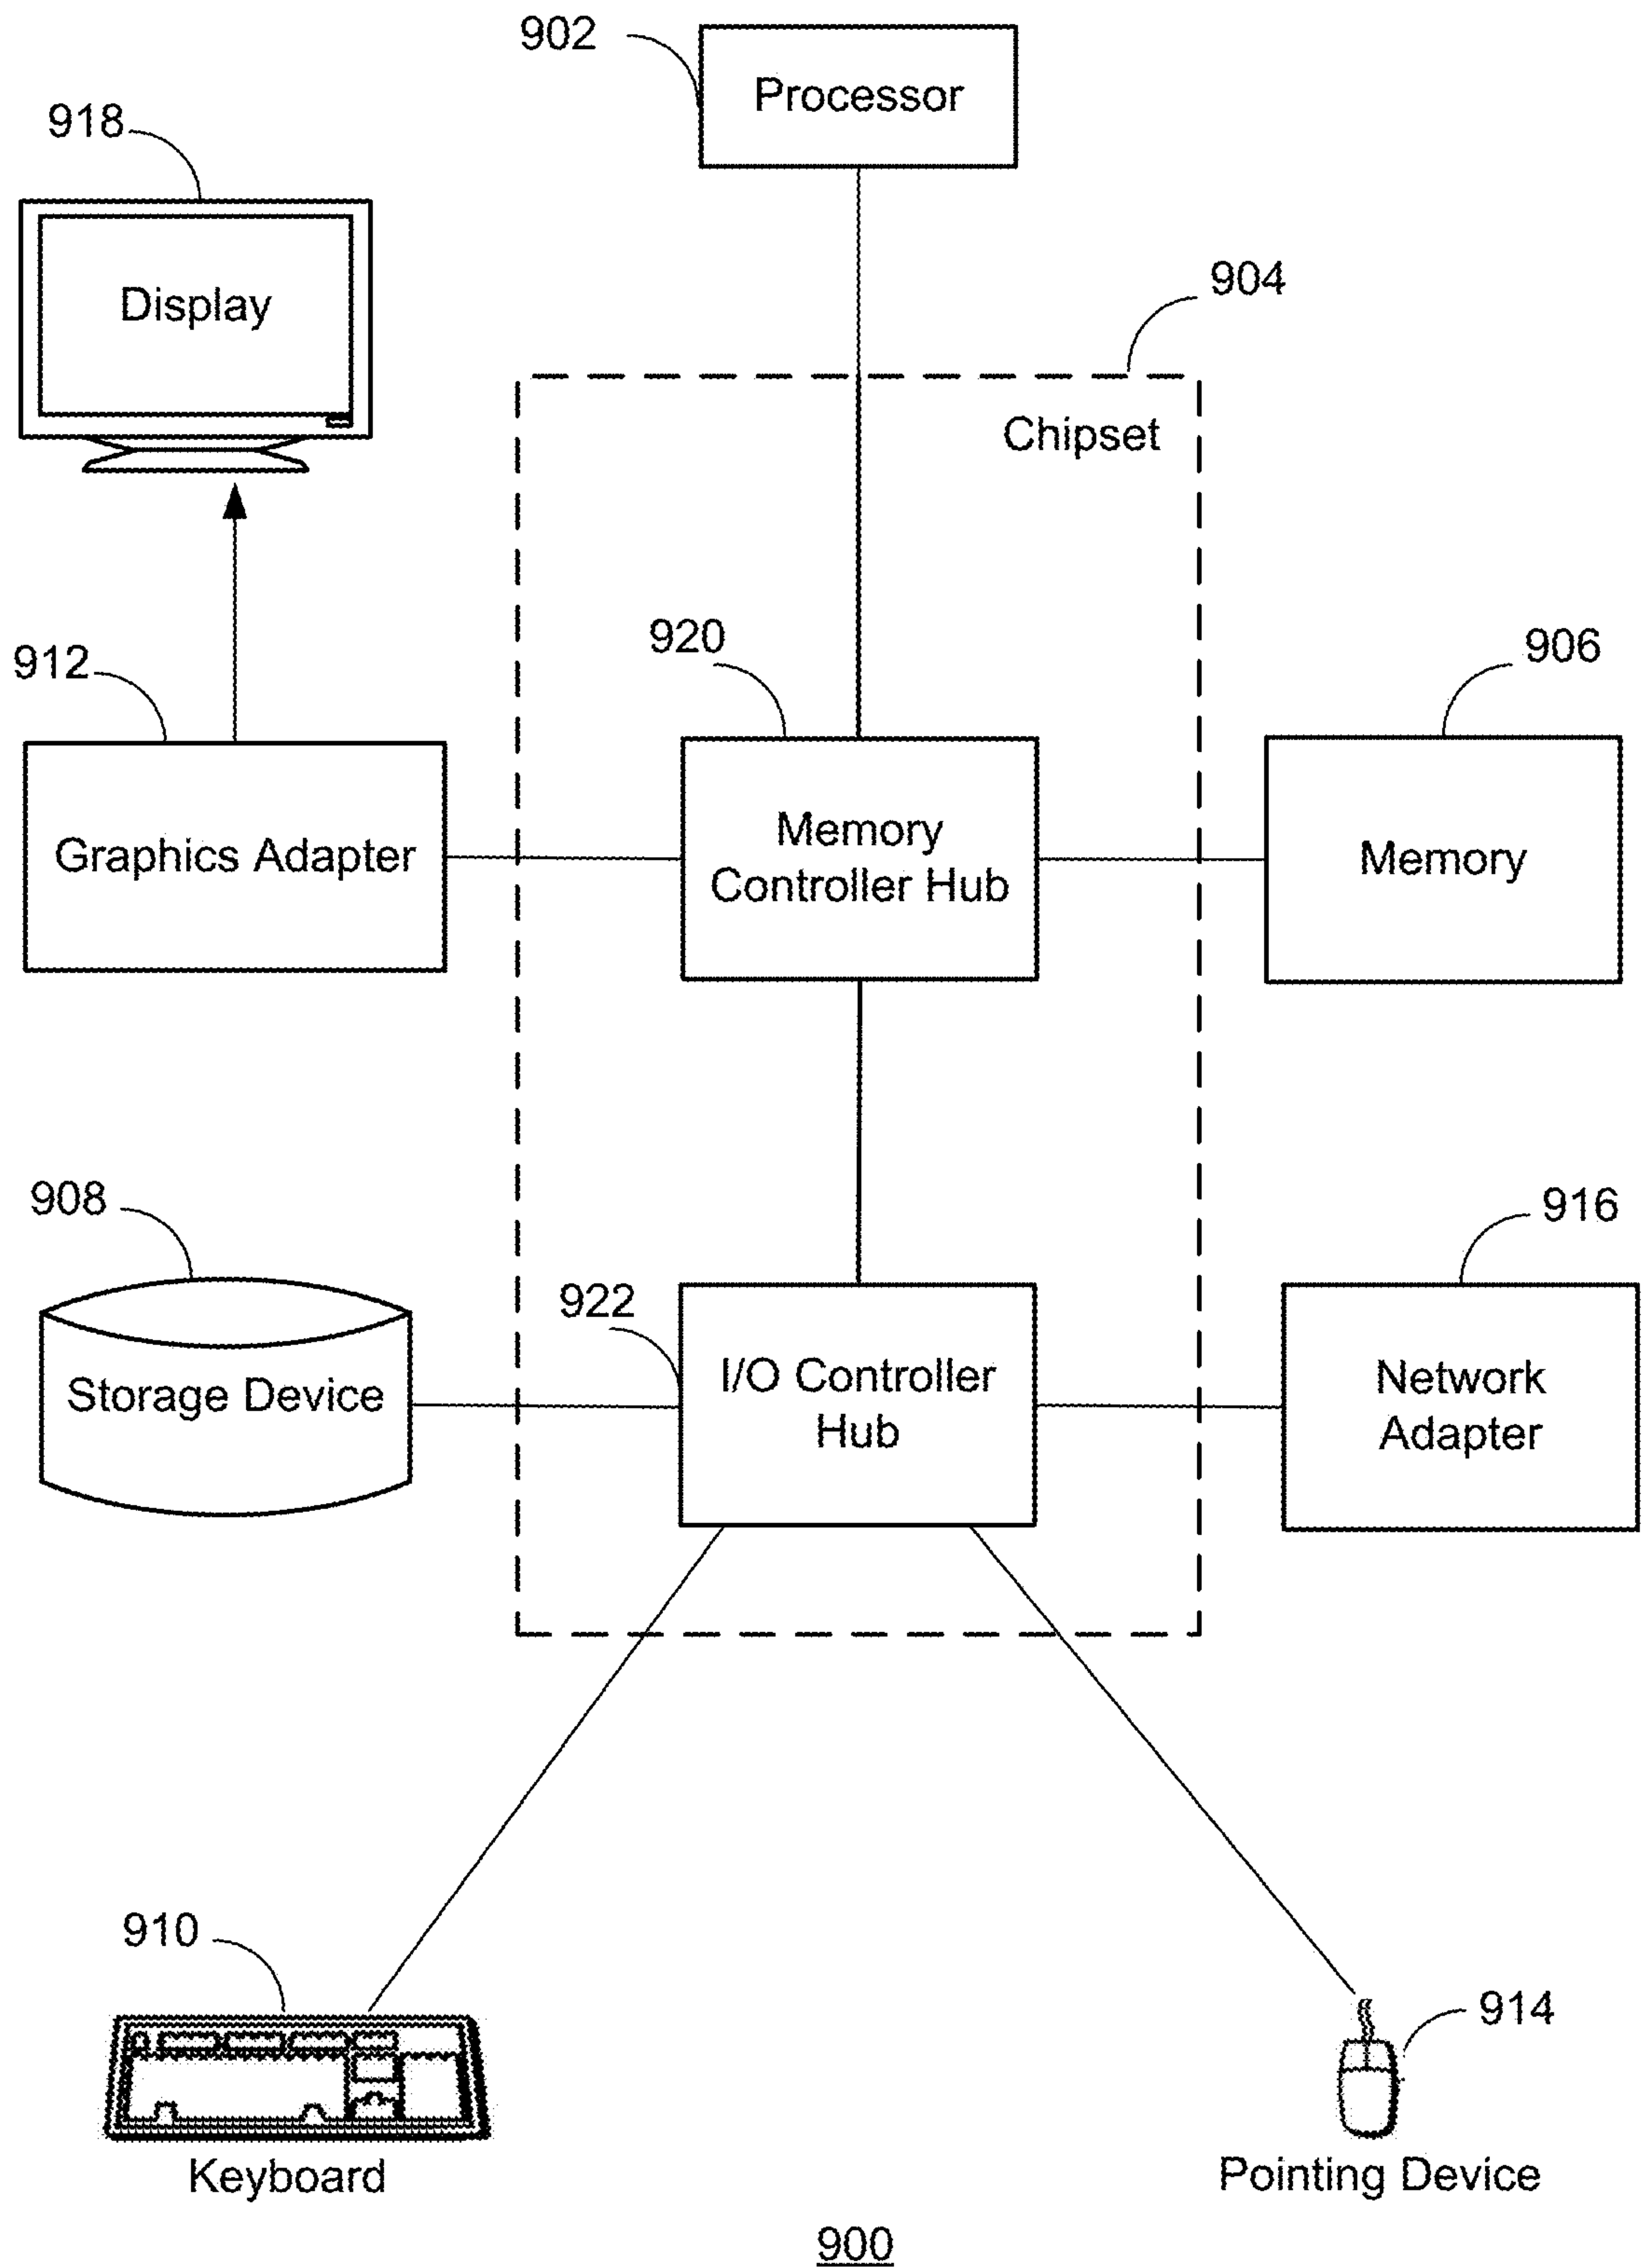 902
Processor
918
Display
904
Chipset
920
906
912
Memory
Controller Hub
Graphics Adapter
Memory
908
916
922
I/O Controller
Hub
Storage Device
Network
Adapter
910
914
Keyboard
Pointing Device
900